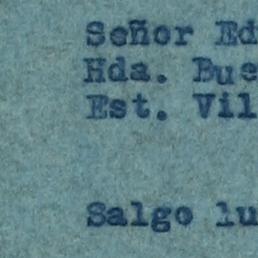 Señor Ed
Hda. Bue
Est. Vil
Salgo lu